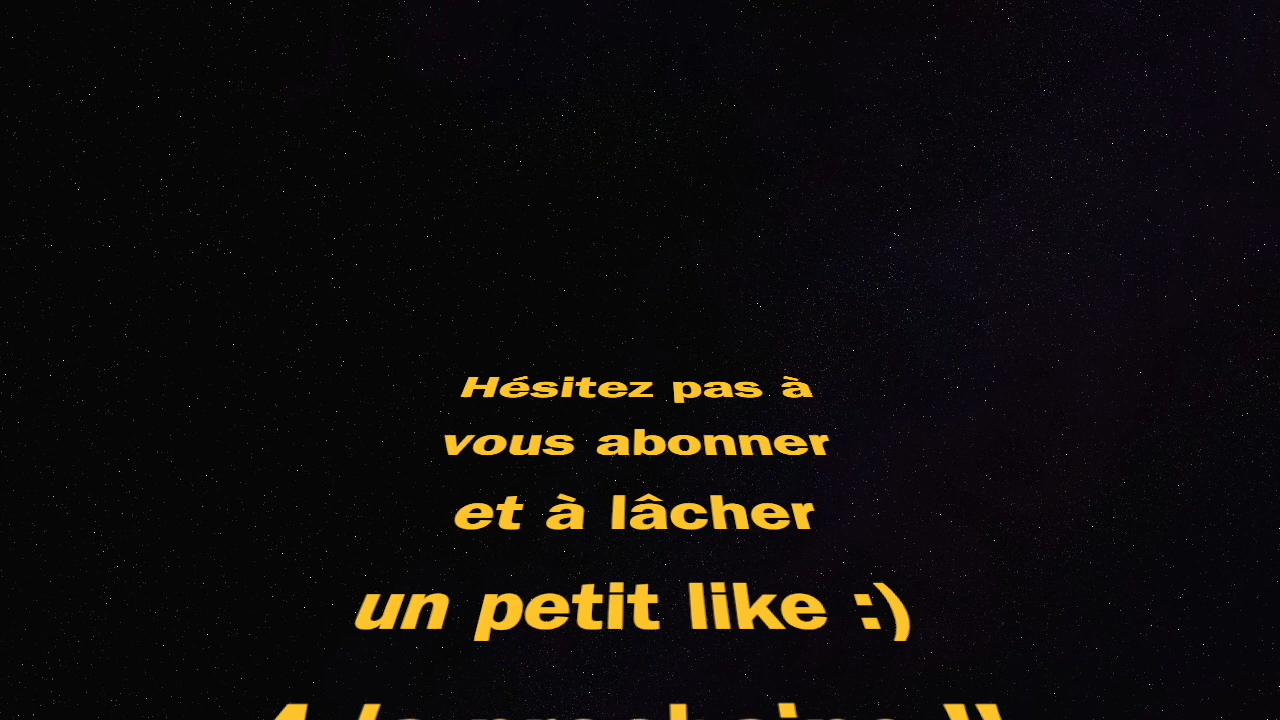 Hésitez pas à
vous abonner
et à lâcher
un petit like :)